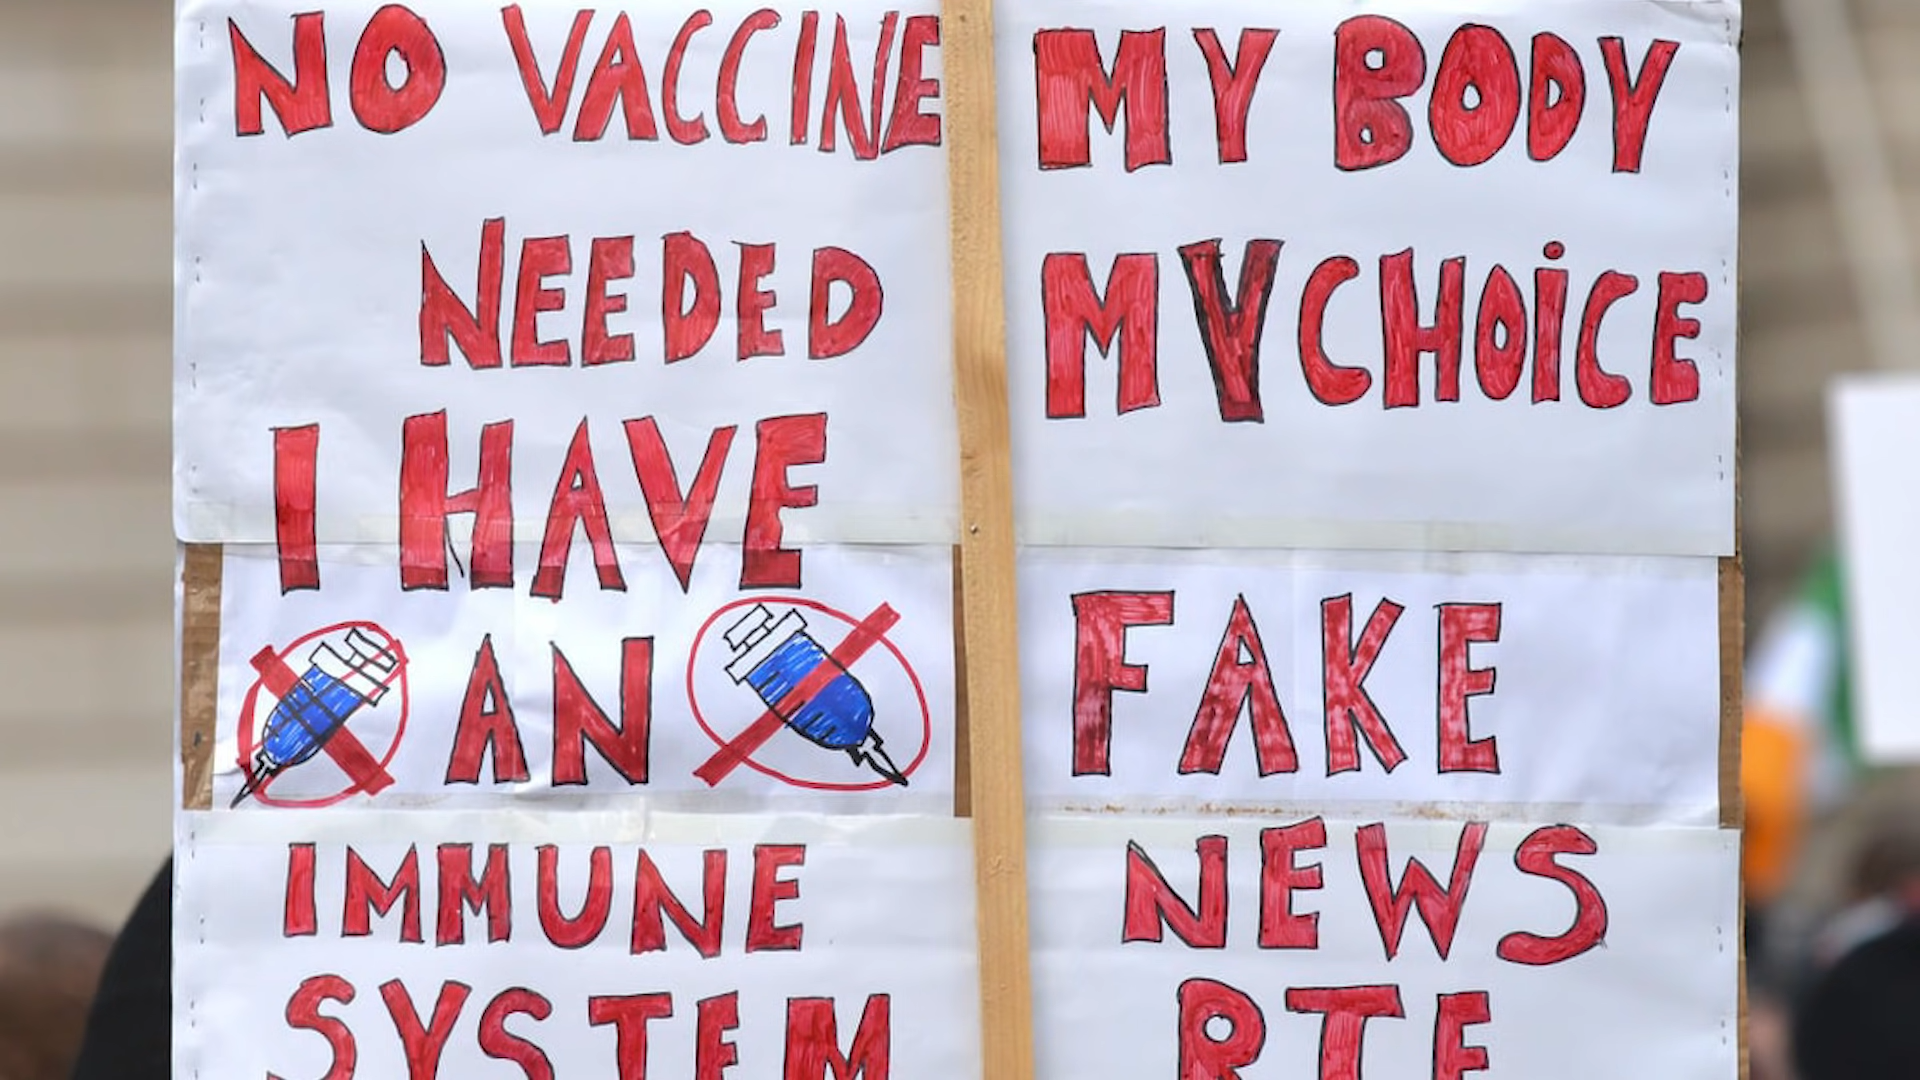 NO VACCINE
NEEDED
I HAVE
AN
IMMUNE
SYSTEM
MY BODY
MY CHOiCE
FAKE
NEWS
RTE